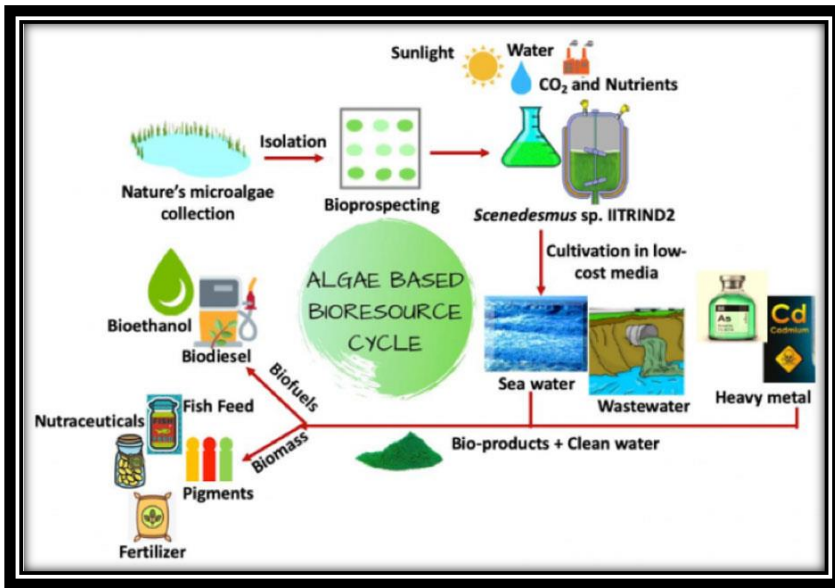 Sunlight
Water
CO₂ and Nutrients
Isolation
Nature's microalgae
collection
Bioprospecting
Scenedesmus sp. IITRIND2
Cultivation in low-
cost media
ALGAE BASED
BIORESOURCE
CYCLE
Bioethanol
Biodiesel
As
Cd
Cadmium
Sea water
Wastewater
Heavy metal
Biofuels
Biomass
Bio-products + Clean water
Nutraceuticals
Fish Feed
FISH
Pigments
Fertilizer